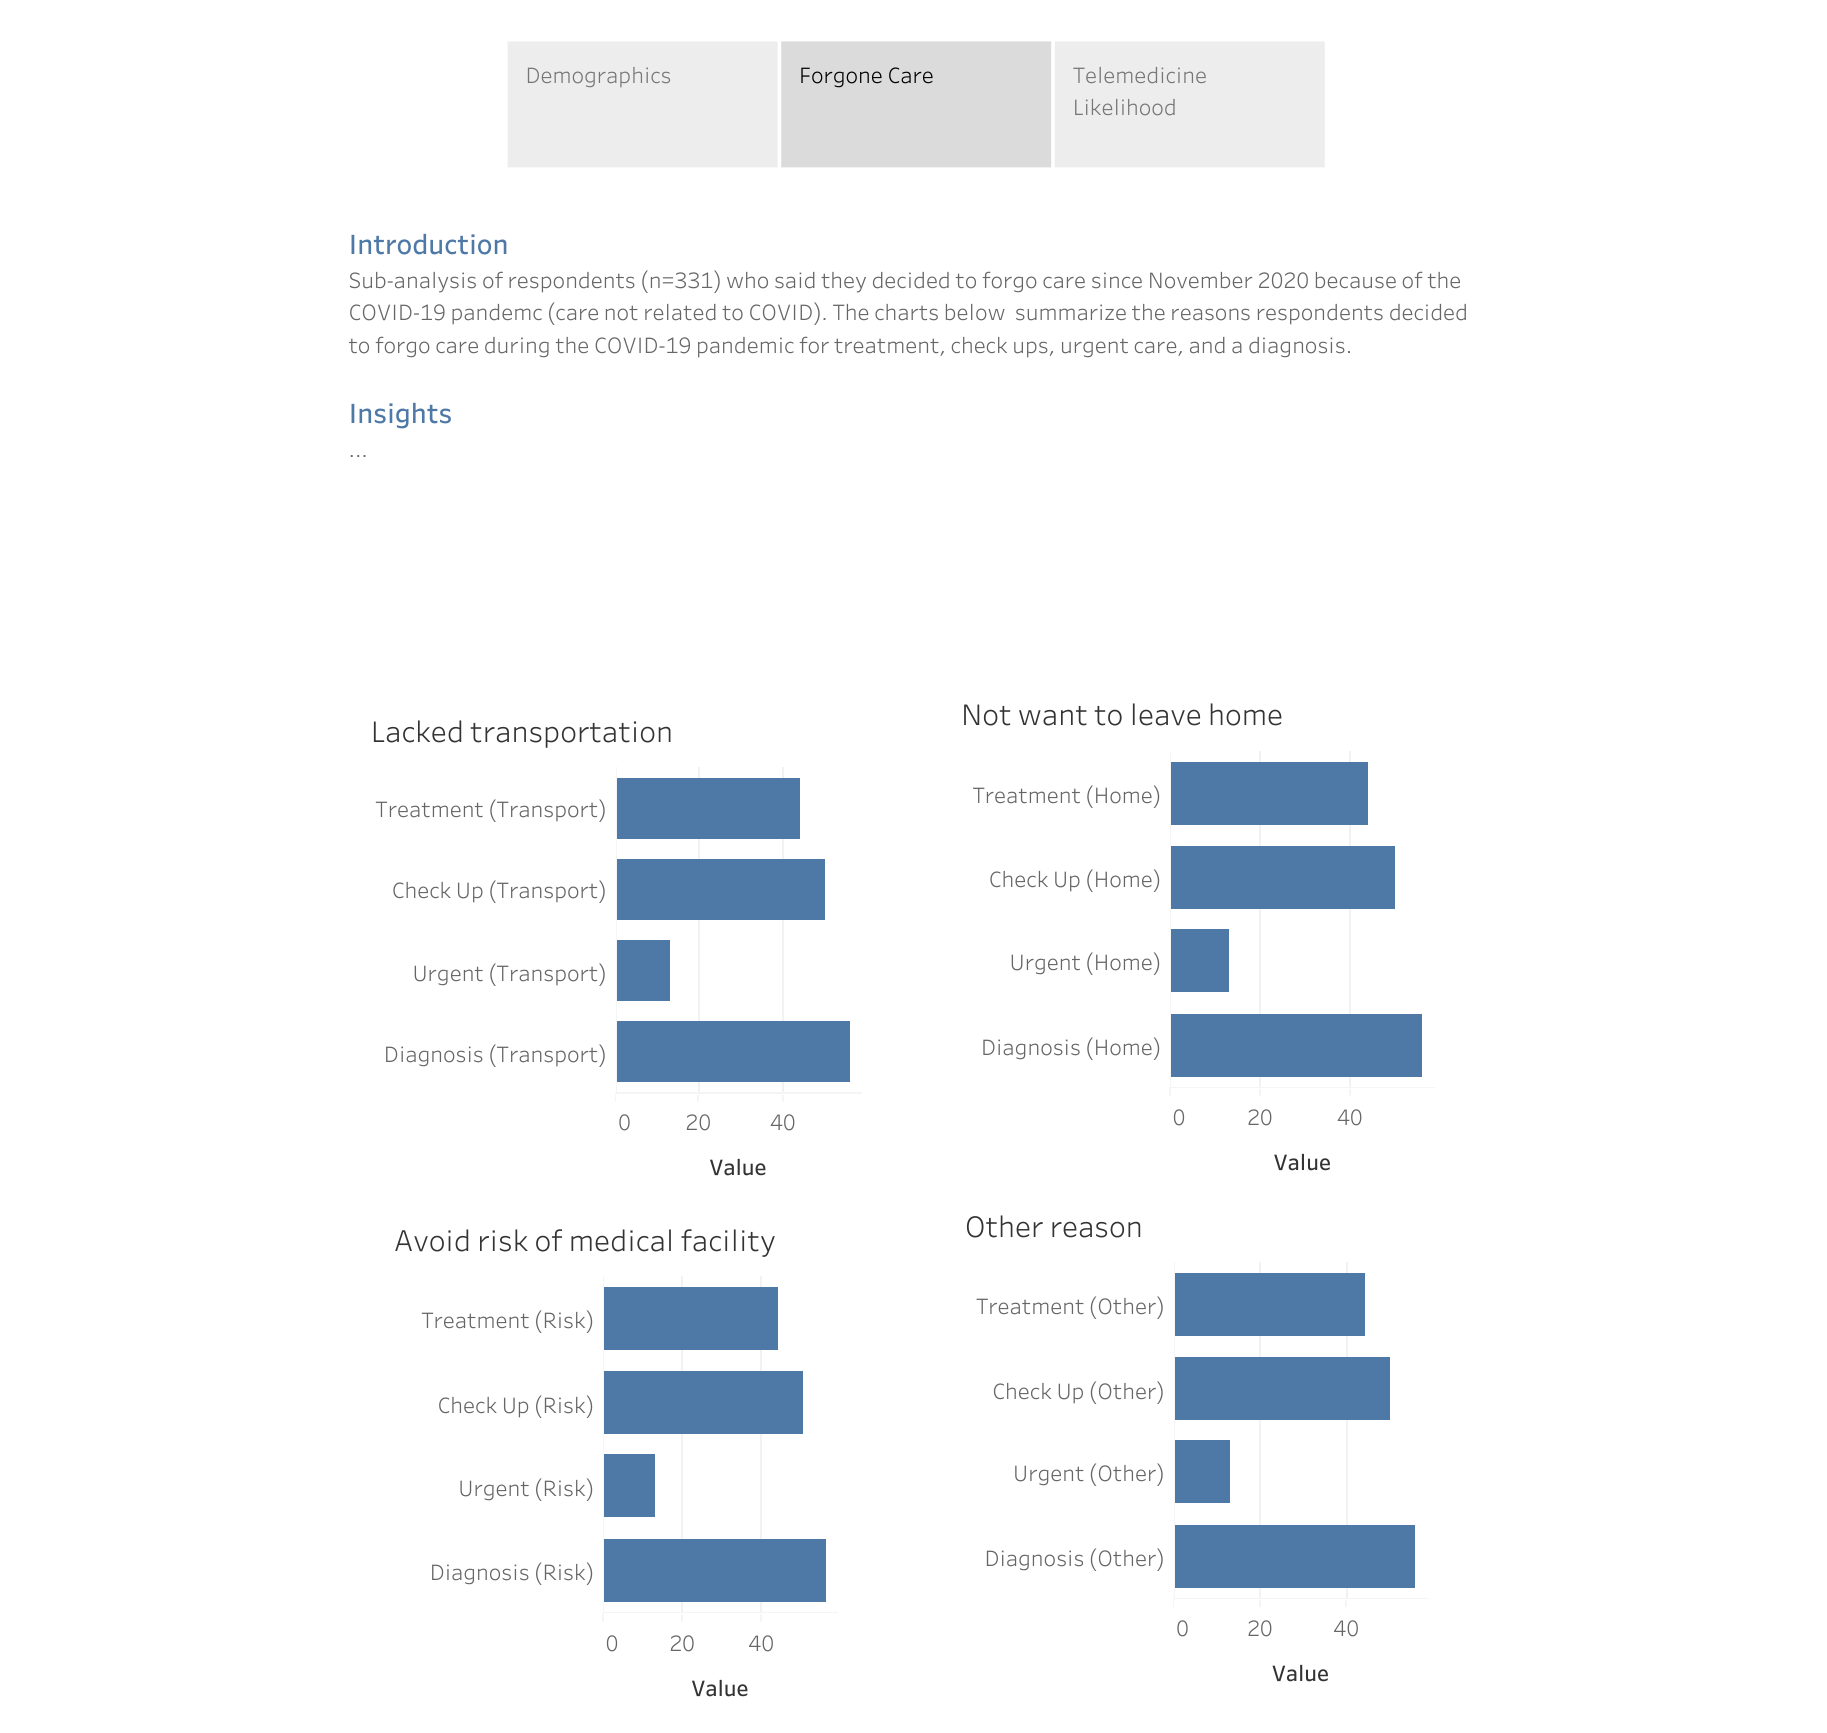 Demographics
Forgone Care
Telemedicine
Likelihood
Introduction
Sub-analysis of respondents (n=331) who said they decided to forgo care since November 2020 because of the
COVID-19 pandemc (care not related to COVID). The charts below  summarize the reasons respondents decided
to forgo care during the COVID-19 pandemic for treatment, check ups, urgent care, and a diagnosis.
Insights
...
Lacked transportation
Treatment (Transport)
Check Up (Transport)
Urgent (Transport)
Diagnosis (Transport)
0 20 40
Value
Not want to leave home
Treatment (Home)
Check Up (Home)
Urgent (Home)
Diagnosis (Home)
0 20 40
Value
Avoid risk of medical facility
Treatment (Risk)
Check Up (Risk)
Urgent (Risk)
Diagnosis (Risk)
0 20 40
Value
Other reason
Treatment (Other)
Check Up (Other)
Urgent (Other)
Diagnosis (Other)
0 20 40
Value